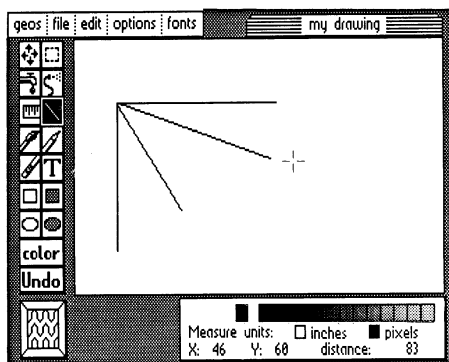 geos file edit options fonts
my drawing
T
color
Undo
Measure units: inches pixels
X: 46 Y: 60 distance: 83